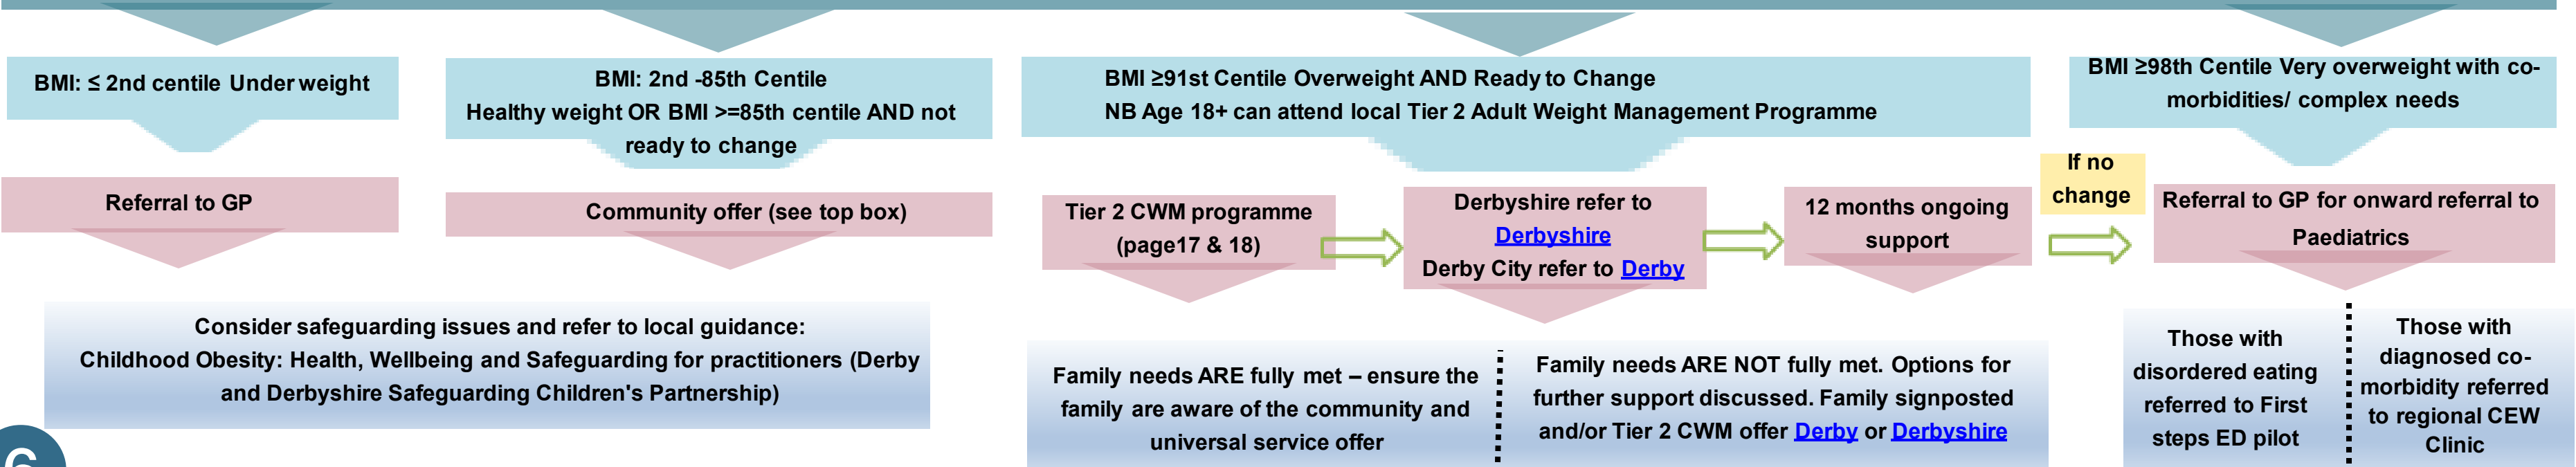 BMI: ≤ 2nd centile Under weight
BMI: 2nd -85th Centile
Healthy weight OR BMI >=85th centile AND not
ready to change
BMI ≥91st Centile Overweight AND Ready to Change
NB Age 18+ can attend local Tier 2 Adult Weight Management Programme
BMI ≥98th Centile Very overweight with co-
morbidities/ complex needs
Referral to GP
Community offer (see top box)
Tier 2 CWM programme
(page17 & 18)
Derbyshire refer to
Derbyshire
Derby City refer to Derby
12 months ongoing
support
If no
change
Referral to GP for onward referral to
Paediatrics
Consider safeguarding issues and refer to local guidance:
Childhood Obesity: Health, Wellbeing and Safeguarding for practitioners (Derby
and Derbyshire Safeguarding Children's Partnership)
Family needs ARE fully met – ensure the
family are aware of the community and
universal service offer
Family needs ARE NOT fully met. Options for
further support discussed. Family signposted
and/or Tier 2 CWM offer Derby or Derbyshire
Those with
disordered eating
referred to First
steps ED pilot
Those with
diagnosed co-
morbidity referred
to regional CEW
Clinic
6